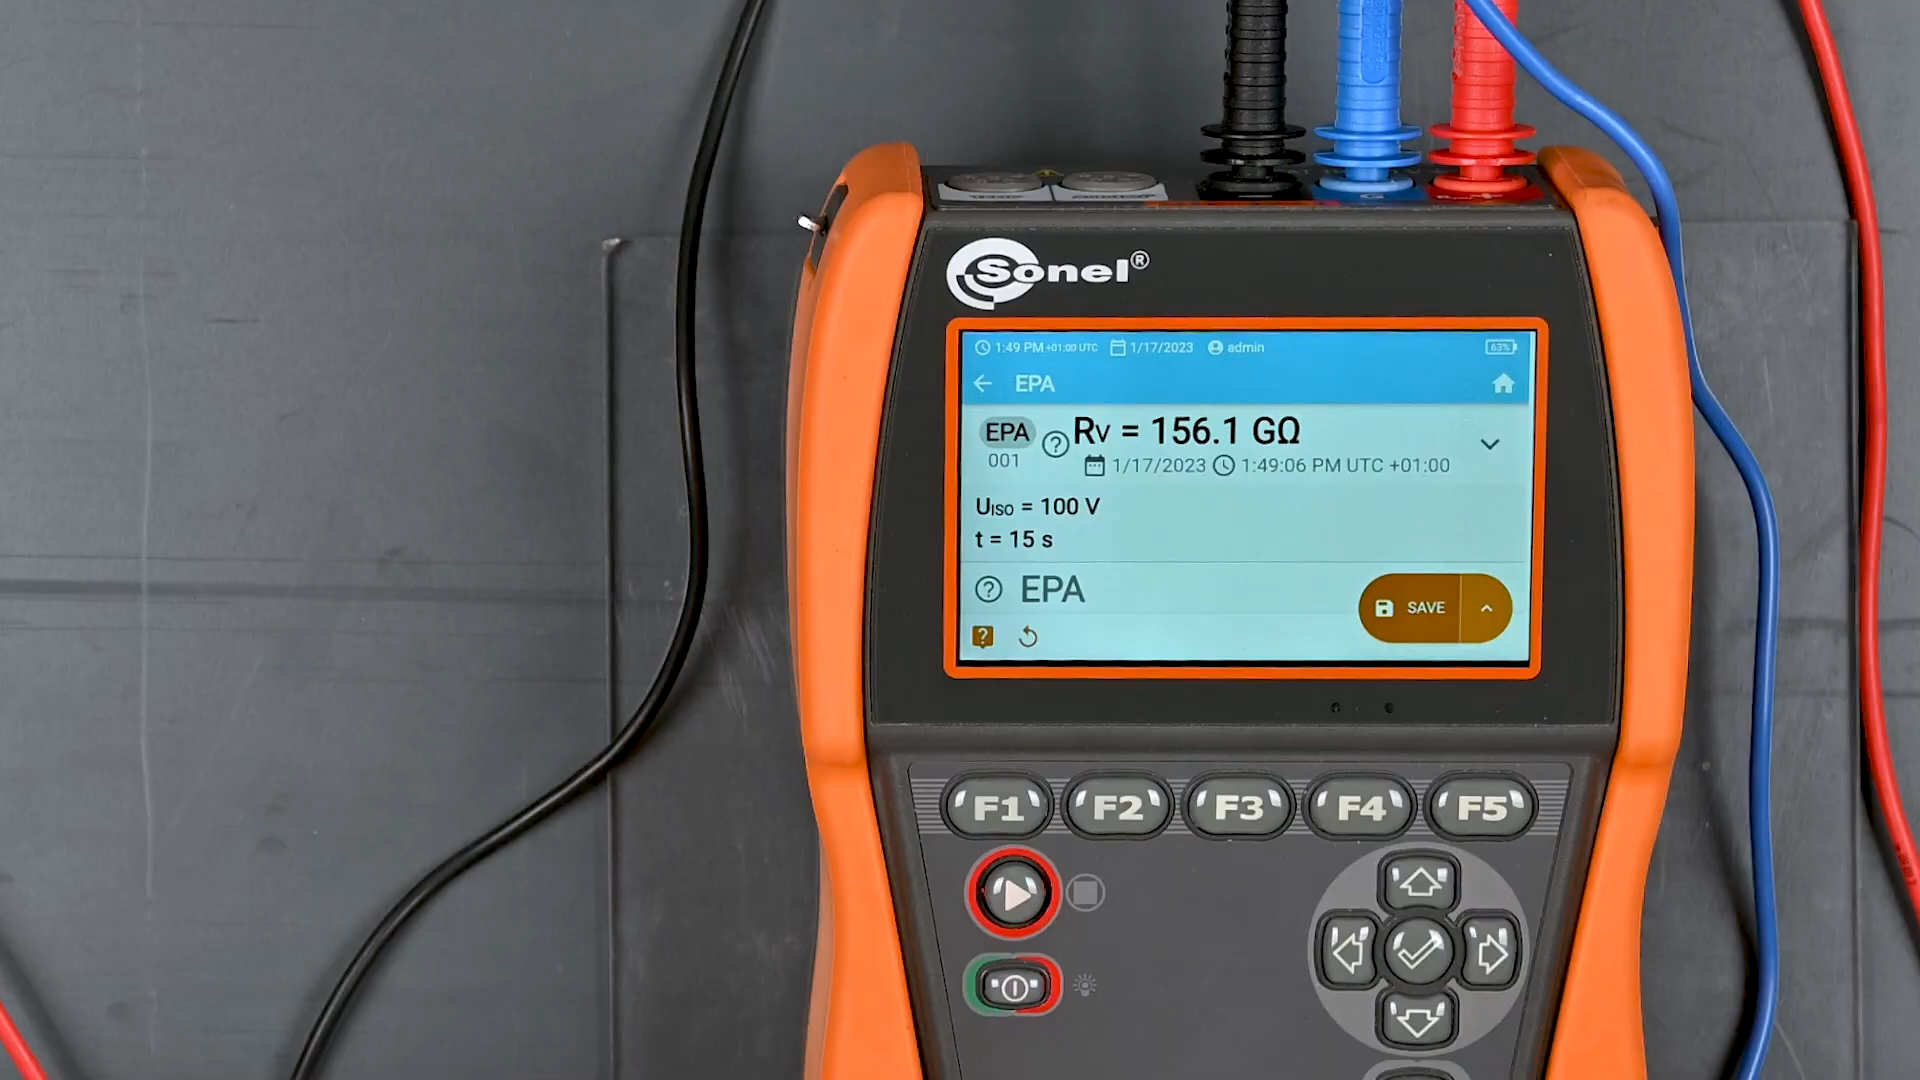 Sonel®
1:49 PM +01:00 UTC 1/17/2023 admin 63%
EPA
EPA Rv = 156.1 GΩ
001 1/17/2023 1:49:06 PM UTC +01:00
UISO = 100 V
t = 15 s
EPA
SAVE
F1 F2 F3 F4 F5